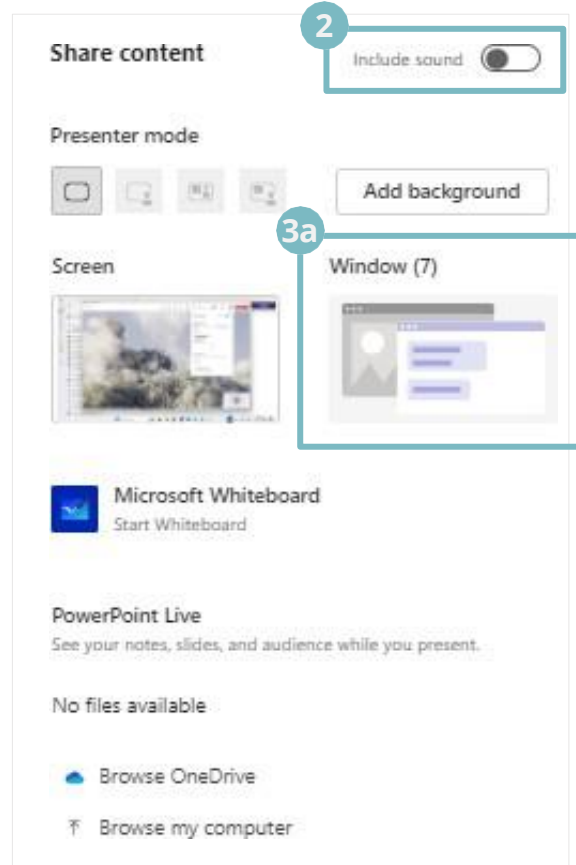 2
Share content
Include sound
Presenter mode
Add background
3a
Screen
Window (7)
Microsoft Whiteboard
Start Whiteboard
PowerPoint Live
See your notes, slides, and audience while you present.
No files available
Browse OneDrive
Browse my computer